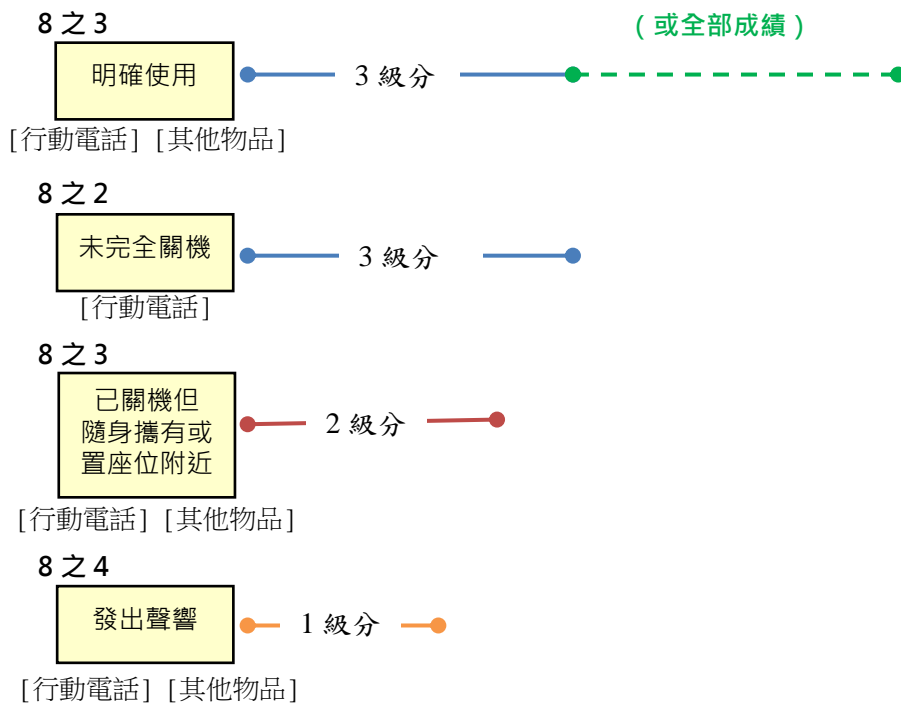 8 之 3
(或全部成績)
明確使用
3 級分
[行動電話] [其他物品]
8 之 2
未完全關機
3 級分
[行動電話]
8 之 3
已關機但
隨身攜有或
置座位附近
2 級分
[行動電話] [其他物品]
8 之 4
發出聲響
1 級分
[行動電話] [其他物品]